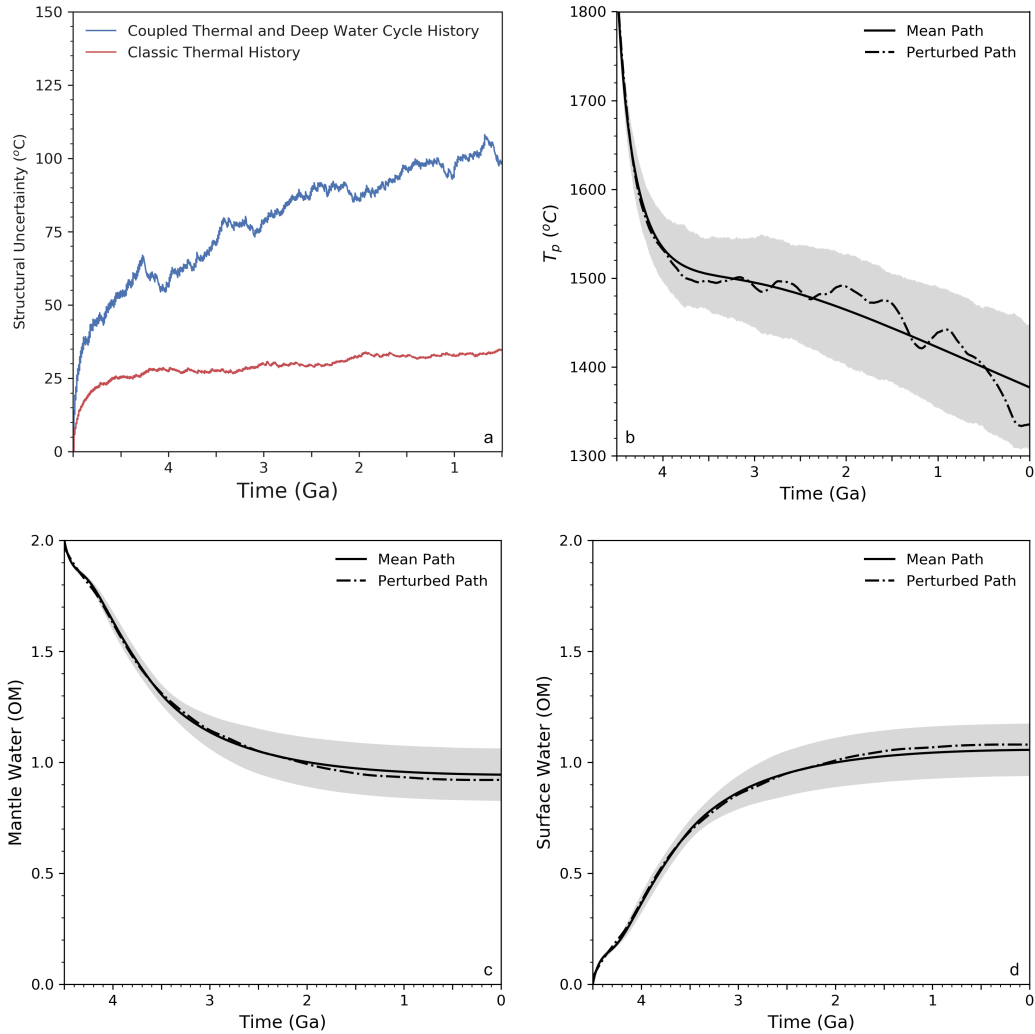 150
125
100
75
50
25
0
Structural Uncertainty (°C)
Coupled Thermal and Deep Water Cycle History
Classic Thermal History
a
4 3 2 1
Time (Ga)
1800
1700
1600
1500
1400
1300
Tₚ (°C)
Mean Path
Perturbed Path
b
4 3 2 1 0
Time (Ga)
2.0
1.5
1.0
0.5
0.0
Mantle Water (OM)
Mean Path
Perturbed Path
c
4 3 2 1 0
Time (Ga)
2.0
1.5
1.0
0.5
0.0
Surface Water (OM)
Mean Path
Perturbed Path
d
4 3 2 1 0
Time (Ga)